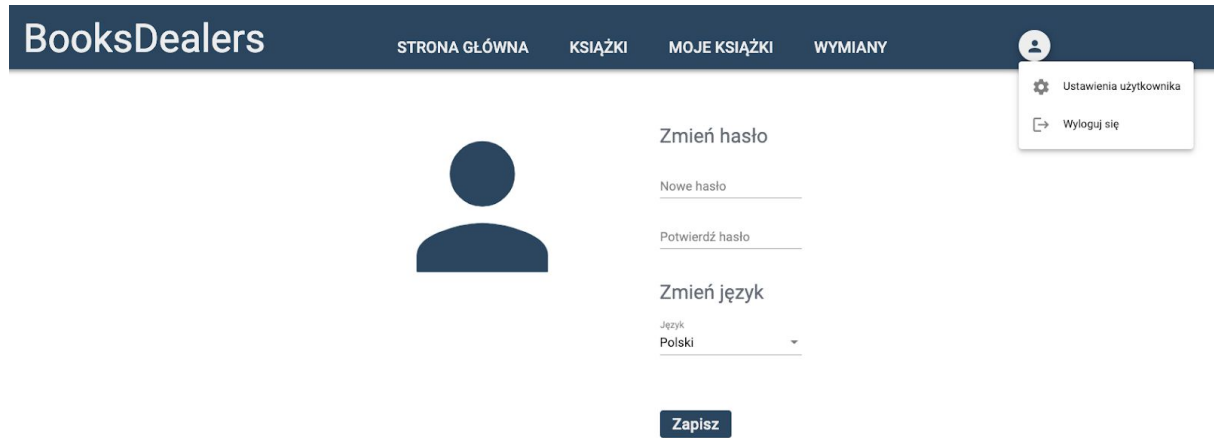 BooksDealers
STRONA GŁÓWNA KSIĄŻKI MOJE KSIĄŻKI WYMIANY
Ustawienia użytkownika
Wyloguj się
Zmień hasło
Nowe hasło
Potwierdź hasło
Zmień język
Język
Polski
Zapisz